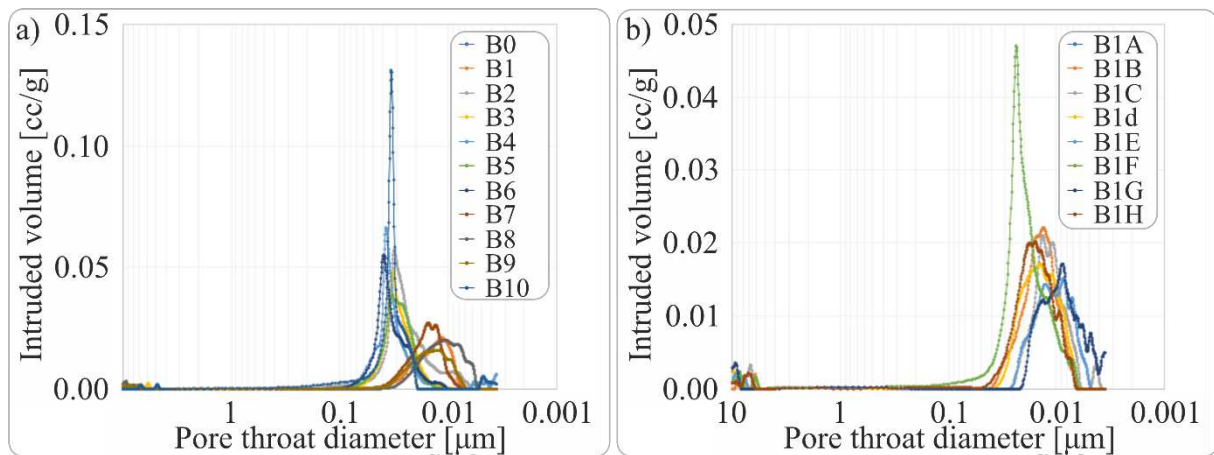 a)
Intruded volume [cc/g]
0.15
0.10
0.05
0.00
1
0.1
0.01
0.001
Pore throat diameter [μm]
B0
B1
B2
B3
B4
B5
B6
B7
B8
B9
B10
b)
Intruded volume [cc/g]
0.05
0.04
0.03
0.02
0.01
0.00
10
1
0.1
0.01
0.001
Pore throat diameter [μm]
B1A
B1B
B1C
B1d
B1E
B1F
B1G
B1H